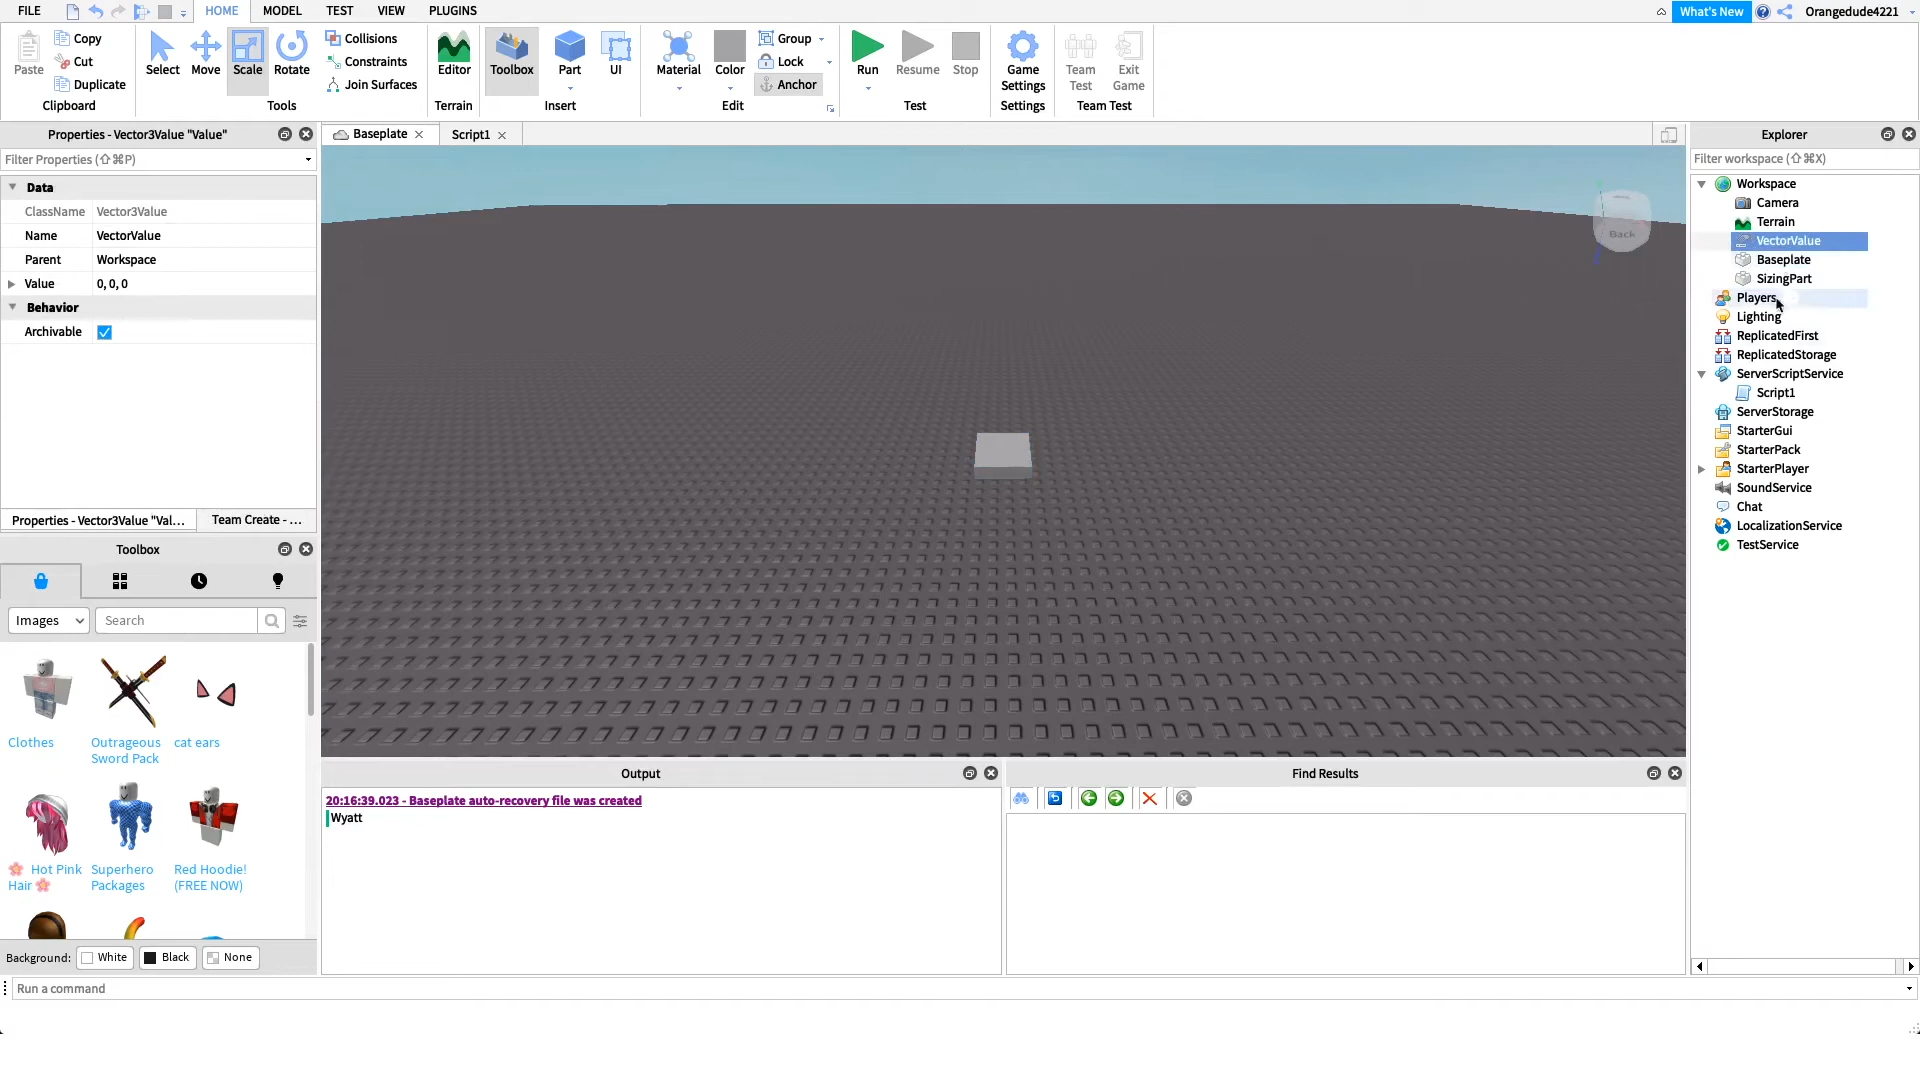 FILE HOME MODEL TEST VIEW PLUGINS What's New Orangedude4221
Paste Copy Cut Duplicate
Clipboard
Select Move Scale Rotate Collisions Constraints Join Surfaces
Tools
Editor
Terrain
Toolbox Part UI
Insert
Material Color Group Lock Anchor
Edit
Run Resume Stop
Test
Game Settings
Settings
Team Test Exit Game
Team Test
Properties - Vector3Value "Value"
Filter Properties (⇧⌘P)
Data
ClassName Vector3Value
Name VectorValue
Parent Workspace
Value 0, 0, 0
Behavior
Archivable
Properties - Vector3Value "Val... Team Create - ...
Toolbox
Images Search
Clothes
Outrageous Sword Pack
cat ears
🌸 Hot Pink Hair 🌸
Superhero Packages
Red Hoodie! (FREE NOW)
Background: White Black None
Run a command
Baseplate Script1
Back
Output
20:16:39.023 - Baseplate auto-recovery file was created
Wyatt
Find Results
Explorer
Filter workspace (⇧⌘X)
Workspace
Camera
Terrain
VectorValue
Baseplate
SizingPart
Players
Lighting
ReplicatedFirst
ReplicatedStorage
ServerScriptService
Script1
ServerStorage
StarterGui
StarterPack
StarterPlayer
SoundService
Chat
LocalizationService
TestService